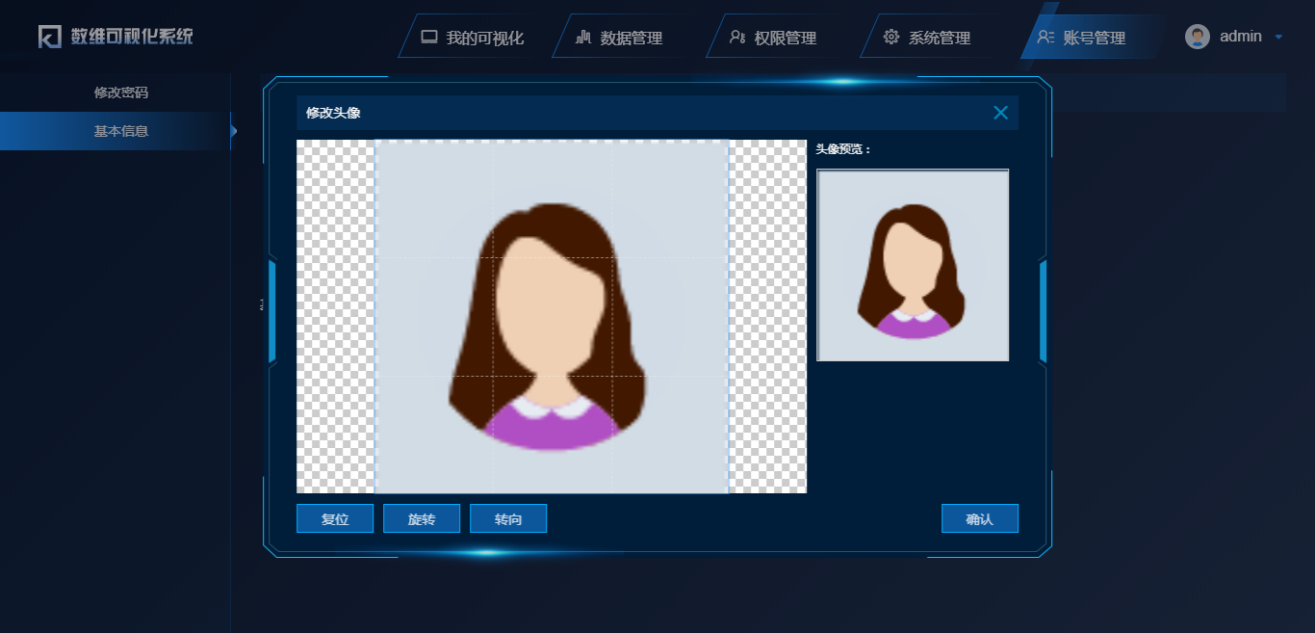 数维可视化系统
我的可视化
数据管理
权限管理
系统管理
账号管理
admin
修改密码
基本信息
修改头像
头像预览：
复位
旋转
转向
确认